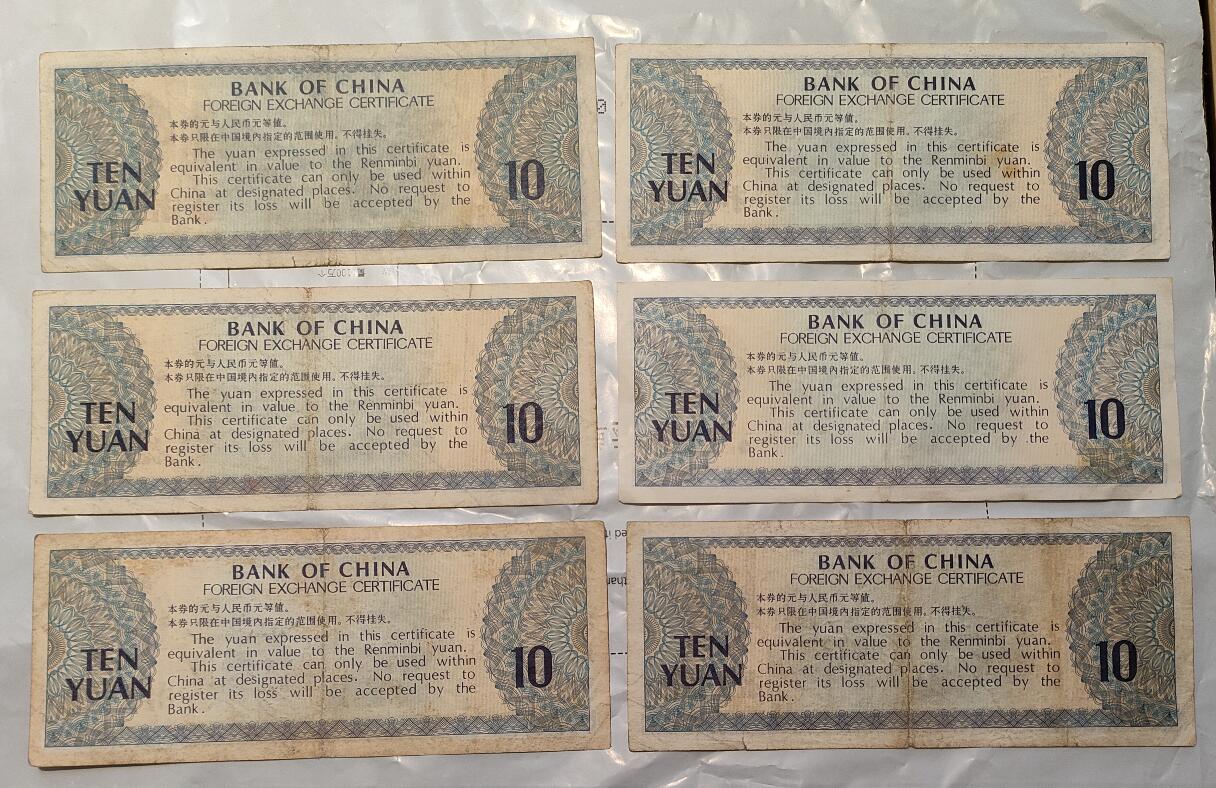 BANK OF CHINA
FOREIGN EXCHANGE CERTIFICATE
本券的元与人民币元等值。
本券只限在中国境内指定的范围使用,不得挂失。
The yuan expressed in this certificate is
equivalent in value to the Renminbi yuan.
This certificate can only be used within
China at designated places. No request to
register its loss will be accepted by the
Bank.
TEN
YUAN
10
BANK OF CHINA
FOREIGN EXCHANGE CERTIFICATE
本券的元与人民币元等值。
本券只限在中国境内指定的范围使用,不得挂失。
The yuan expressed in this certificate is
equivalent in value to the Renminbi yuan.
This certificate can only be used within
China at designated places. No request to
register its loss will be accepted by the
Bank.
TEN
YUAN
10
BANK OF CHINA
FOREIGN EXCHANGE CERTIFICATE
本券的元与人民币元等值。
本券只限在中国境内指定的范围使用,不得挂失。
The yuan expressed in this certificate is
equivalent in value to the Renminbi yuan.
This certificate can only be used within
China at designated places. No request to
register its loss will be accepted by the
Bank.
TEN
YUAN
10
BANK OF CHINA
FOREIGN EXCHANGE CERTIFICATE
本券的元与人民币元等值。
本券只限在中国境内指定的范围使用,不得挂失。
The yuan expressed in this certificate is
equivalent in value to the Renminbi yuan.
This certificate can only be used within
China at designated places. No request to
register its loss will be accepted by the
Bank.
TEN
YUAN
10
BANK OF CHINA
FOREIGN EXCHANGE CERTIFICATE
本券的元与人民币元等值。
本券只限在中国境内指定的范围使用,不得挂失。
The yuan expressed in this certificate is
equivalent in value to the Renminbi yuan.
This certificate can only be used within
China at designated places. No request to
register its loss will be accepted by the
Bank.
TEN
YUAN
10
BANK OF CHINA
FOREIGN EXCHANGE CERTIFICATE
本券的元与人民币元等值。
本券只限在中国境内指定的范围使用,不得挂失。
The yuan expressed in this certificate is
equivalent in value to the Renminbi yuan.
This certificate can only be used within
China at designated places. No request to
register its loss will be accepted by the
Bank.
TEN
YUAN
10